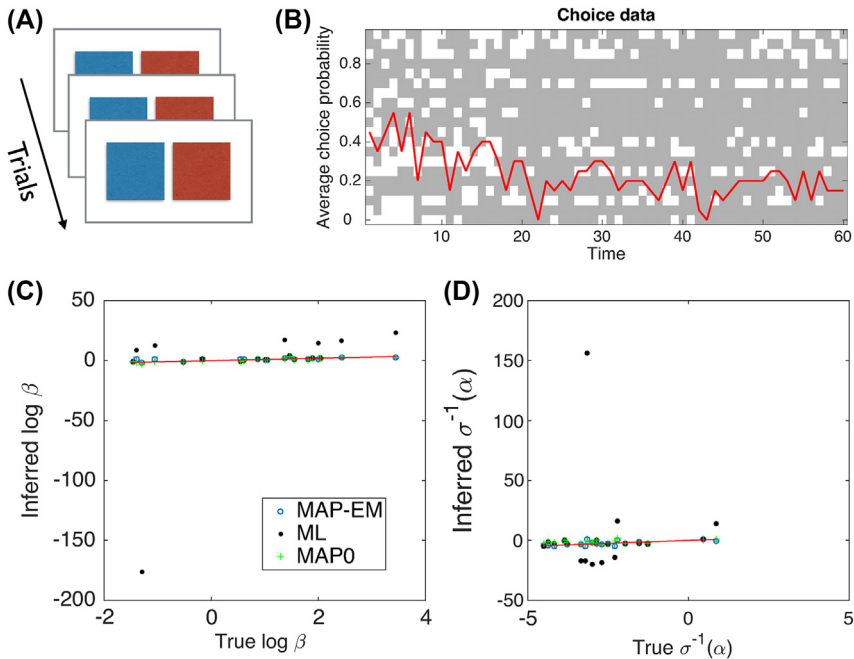 (A)
Trials
(B)
Choice data
Average choice probability
0.8
0.6
0.4
0.2
0
10
20
30
40
50
60
Time
(C)
50
0
-50
-100
-150
-200
Inferred log β
-4
-2
0
2
4
True log β
MAP-EM
ML
MAP0
(D)
200
150
100
50
0
-50
Inferred σ⁻¹(α)
-5
0
5
True σ⁻¹(α)